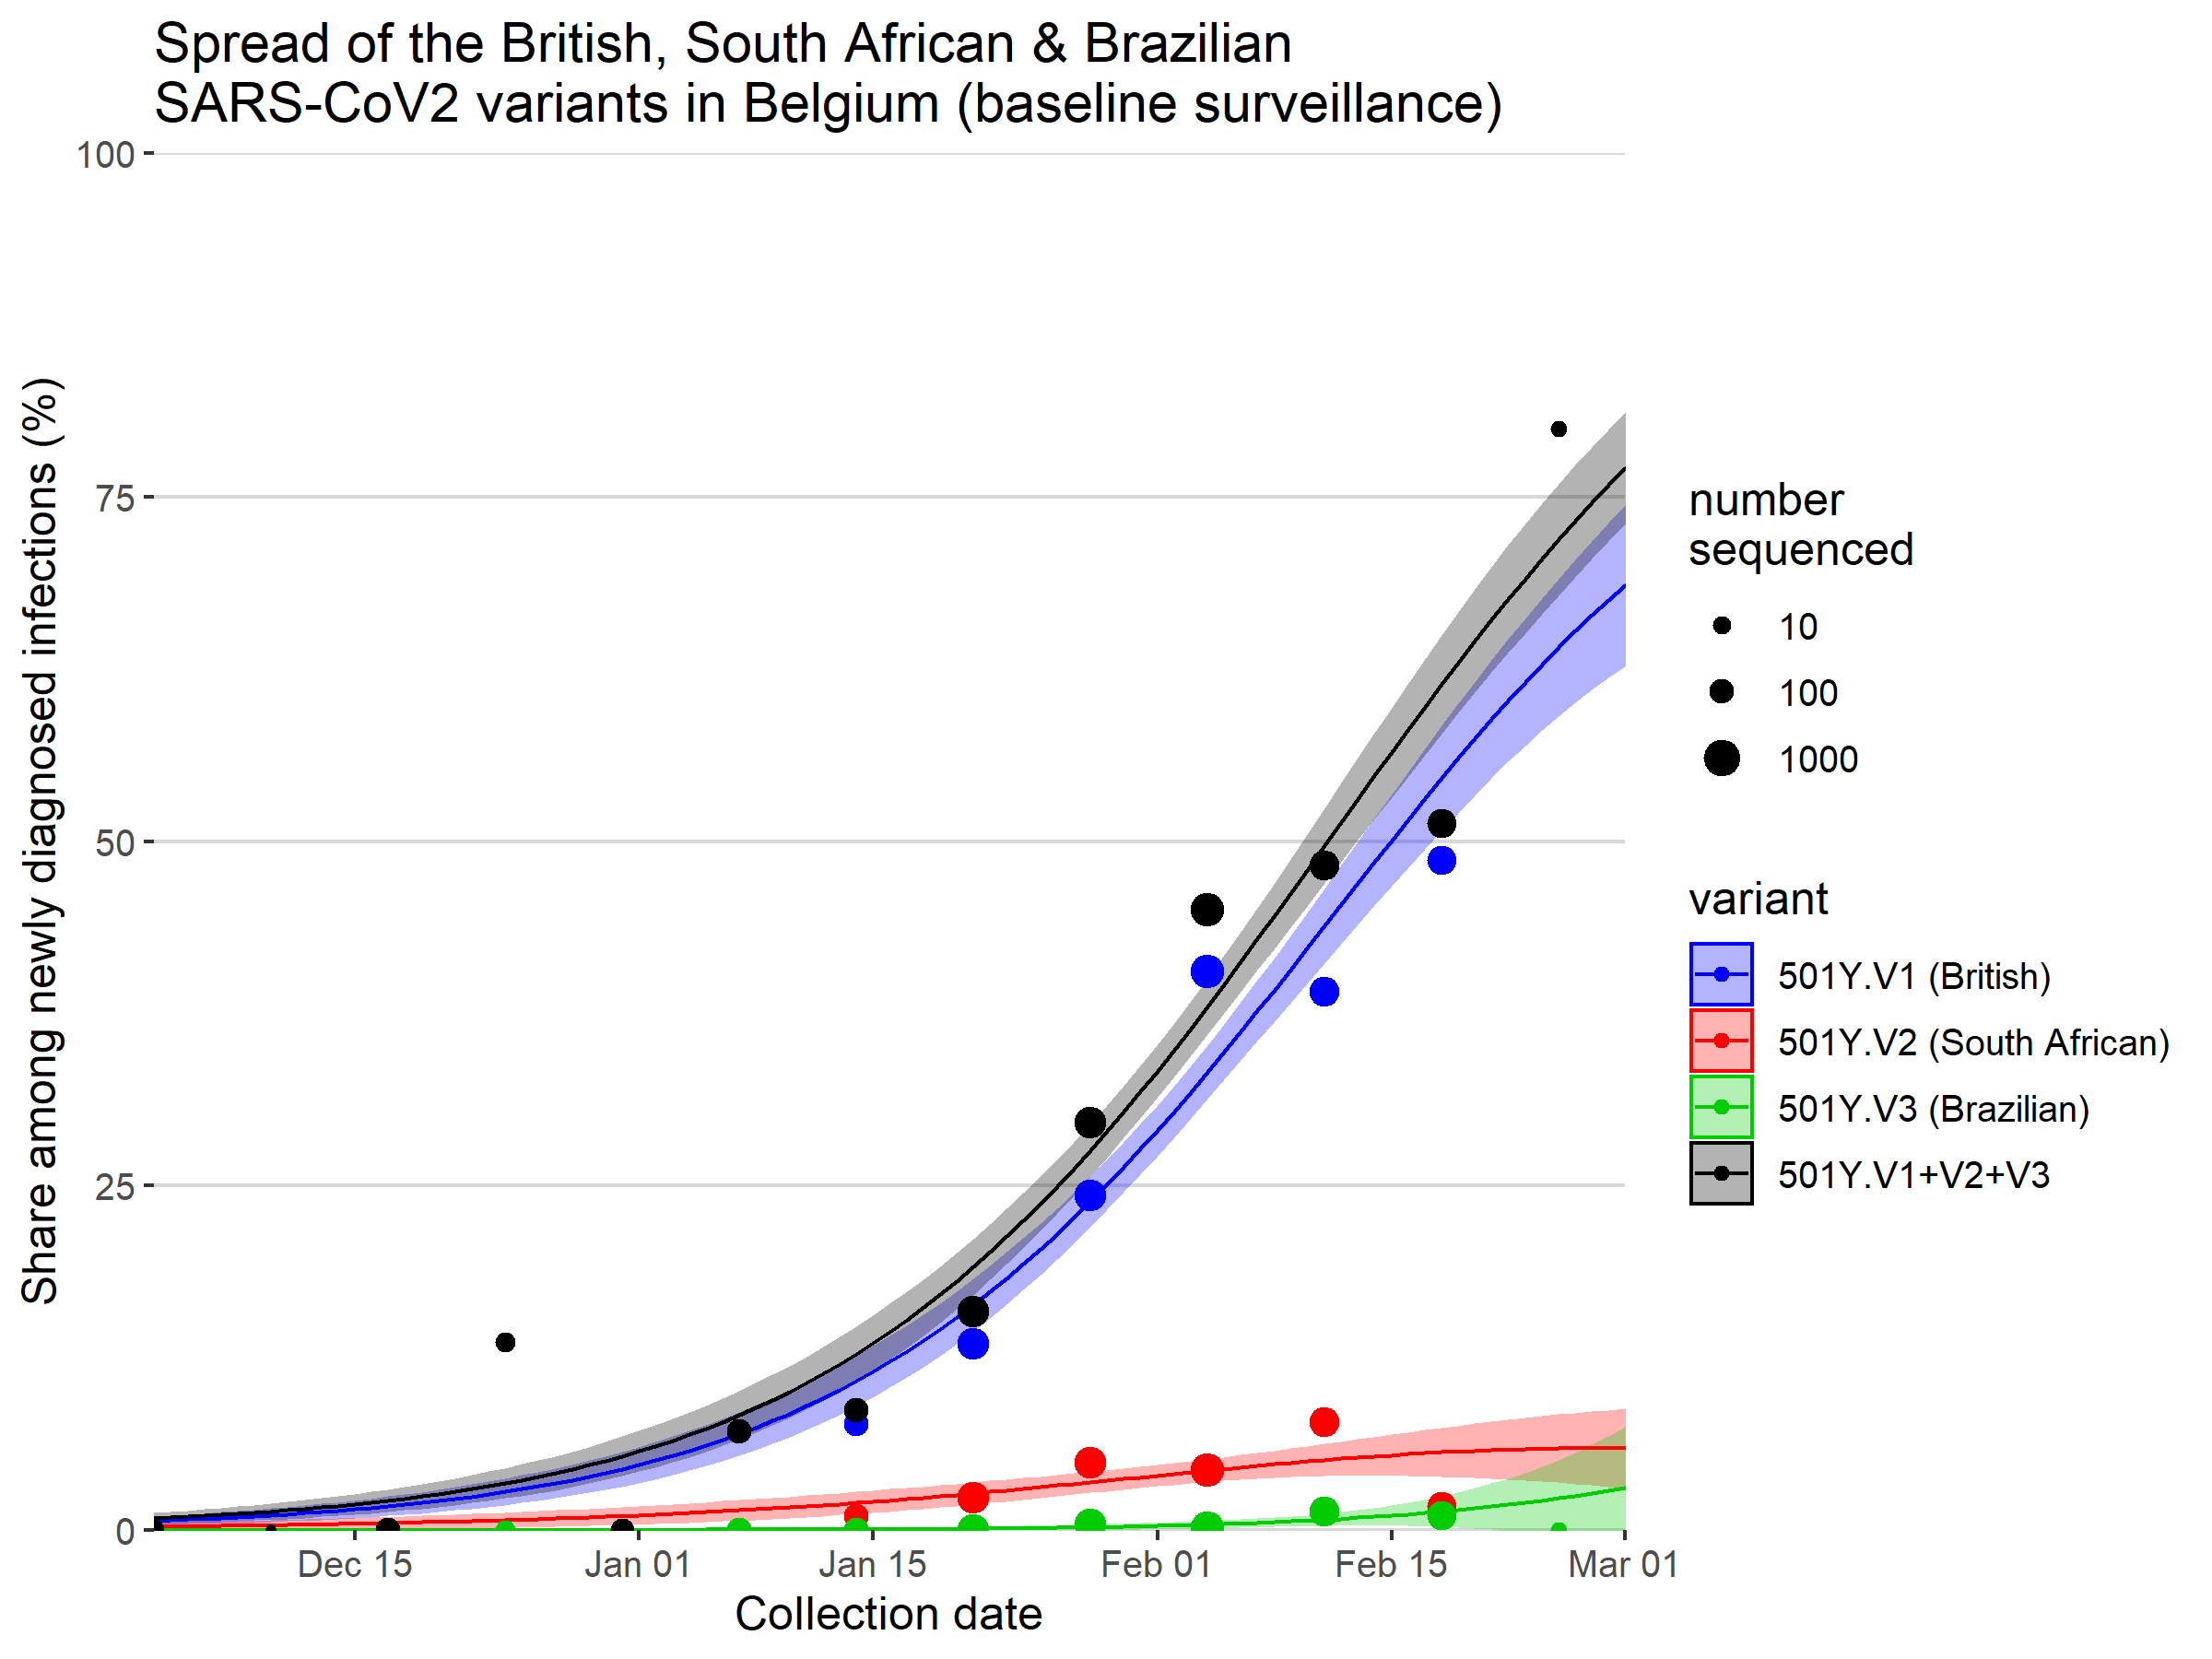 Spread of the British, South African & Brazilian
SARS-CoV2 variants in Belgium (baseline surveillance)
Share among newly diagnosed infections (%)
100
75
50
25
0
Dec 15
Jan 01
Jan 15
Feb 01
Feb 15
Mar 01
Collection date
number
sequenced
10
100
1000
variant
501Y.V1 (British)
501Y.V2 (South African)
501Y.V3 (Brazilian)
501Y.V1+V2+V3